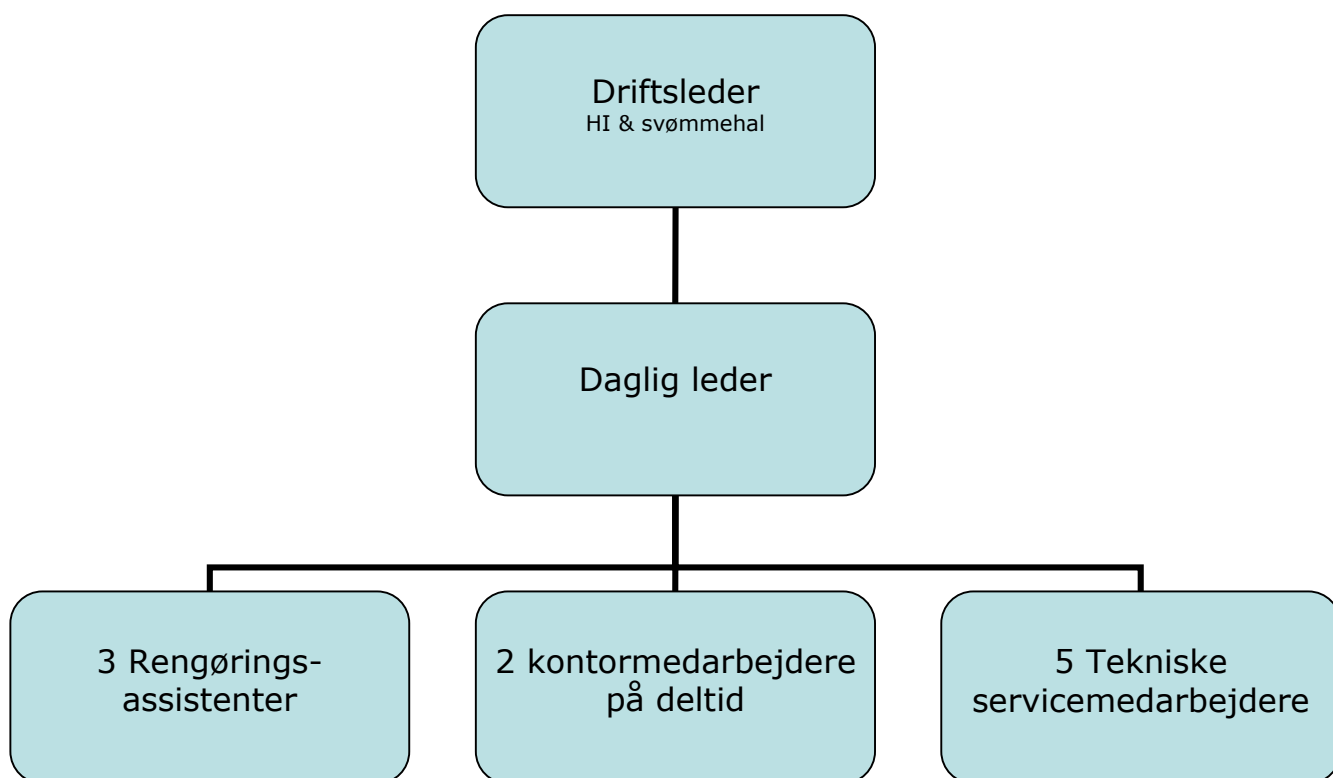 Driftsleder
HI & svømmehal
Daglig leder
3 Rengørings-
assistenter
2 kontormedarbejdere
på deltid
5 Tekniske
servicemedarbejdere